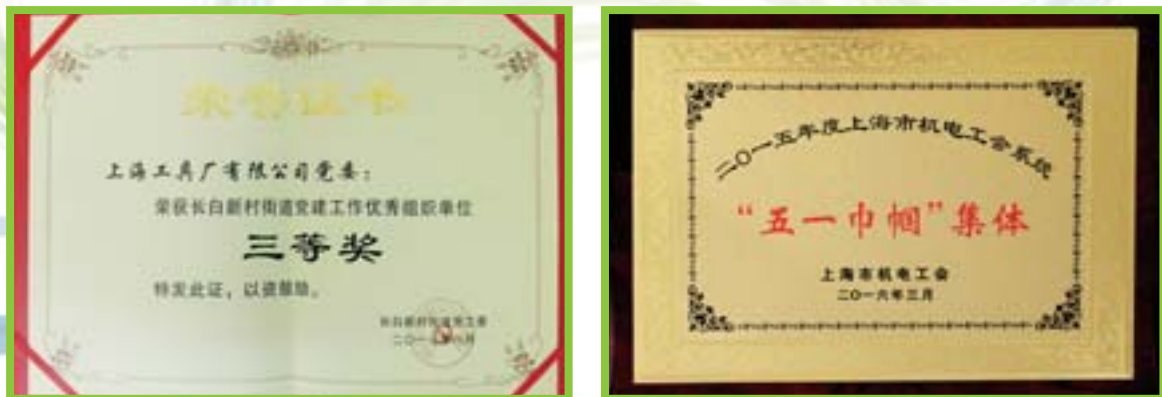 荣誉证书
上海工具厂有限公司党委：
荣获长白新村街道党建工作优秀组织单位
三等奖
特发此证，以资鼓励。
二〇一五年度上海市机电工会系统
“五一巾帼”集体
上海市机电工会
二〇一六年三月